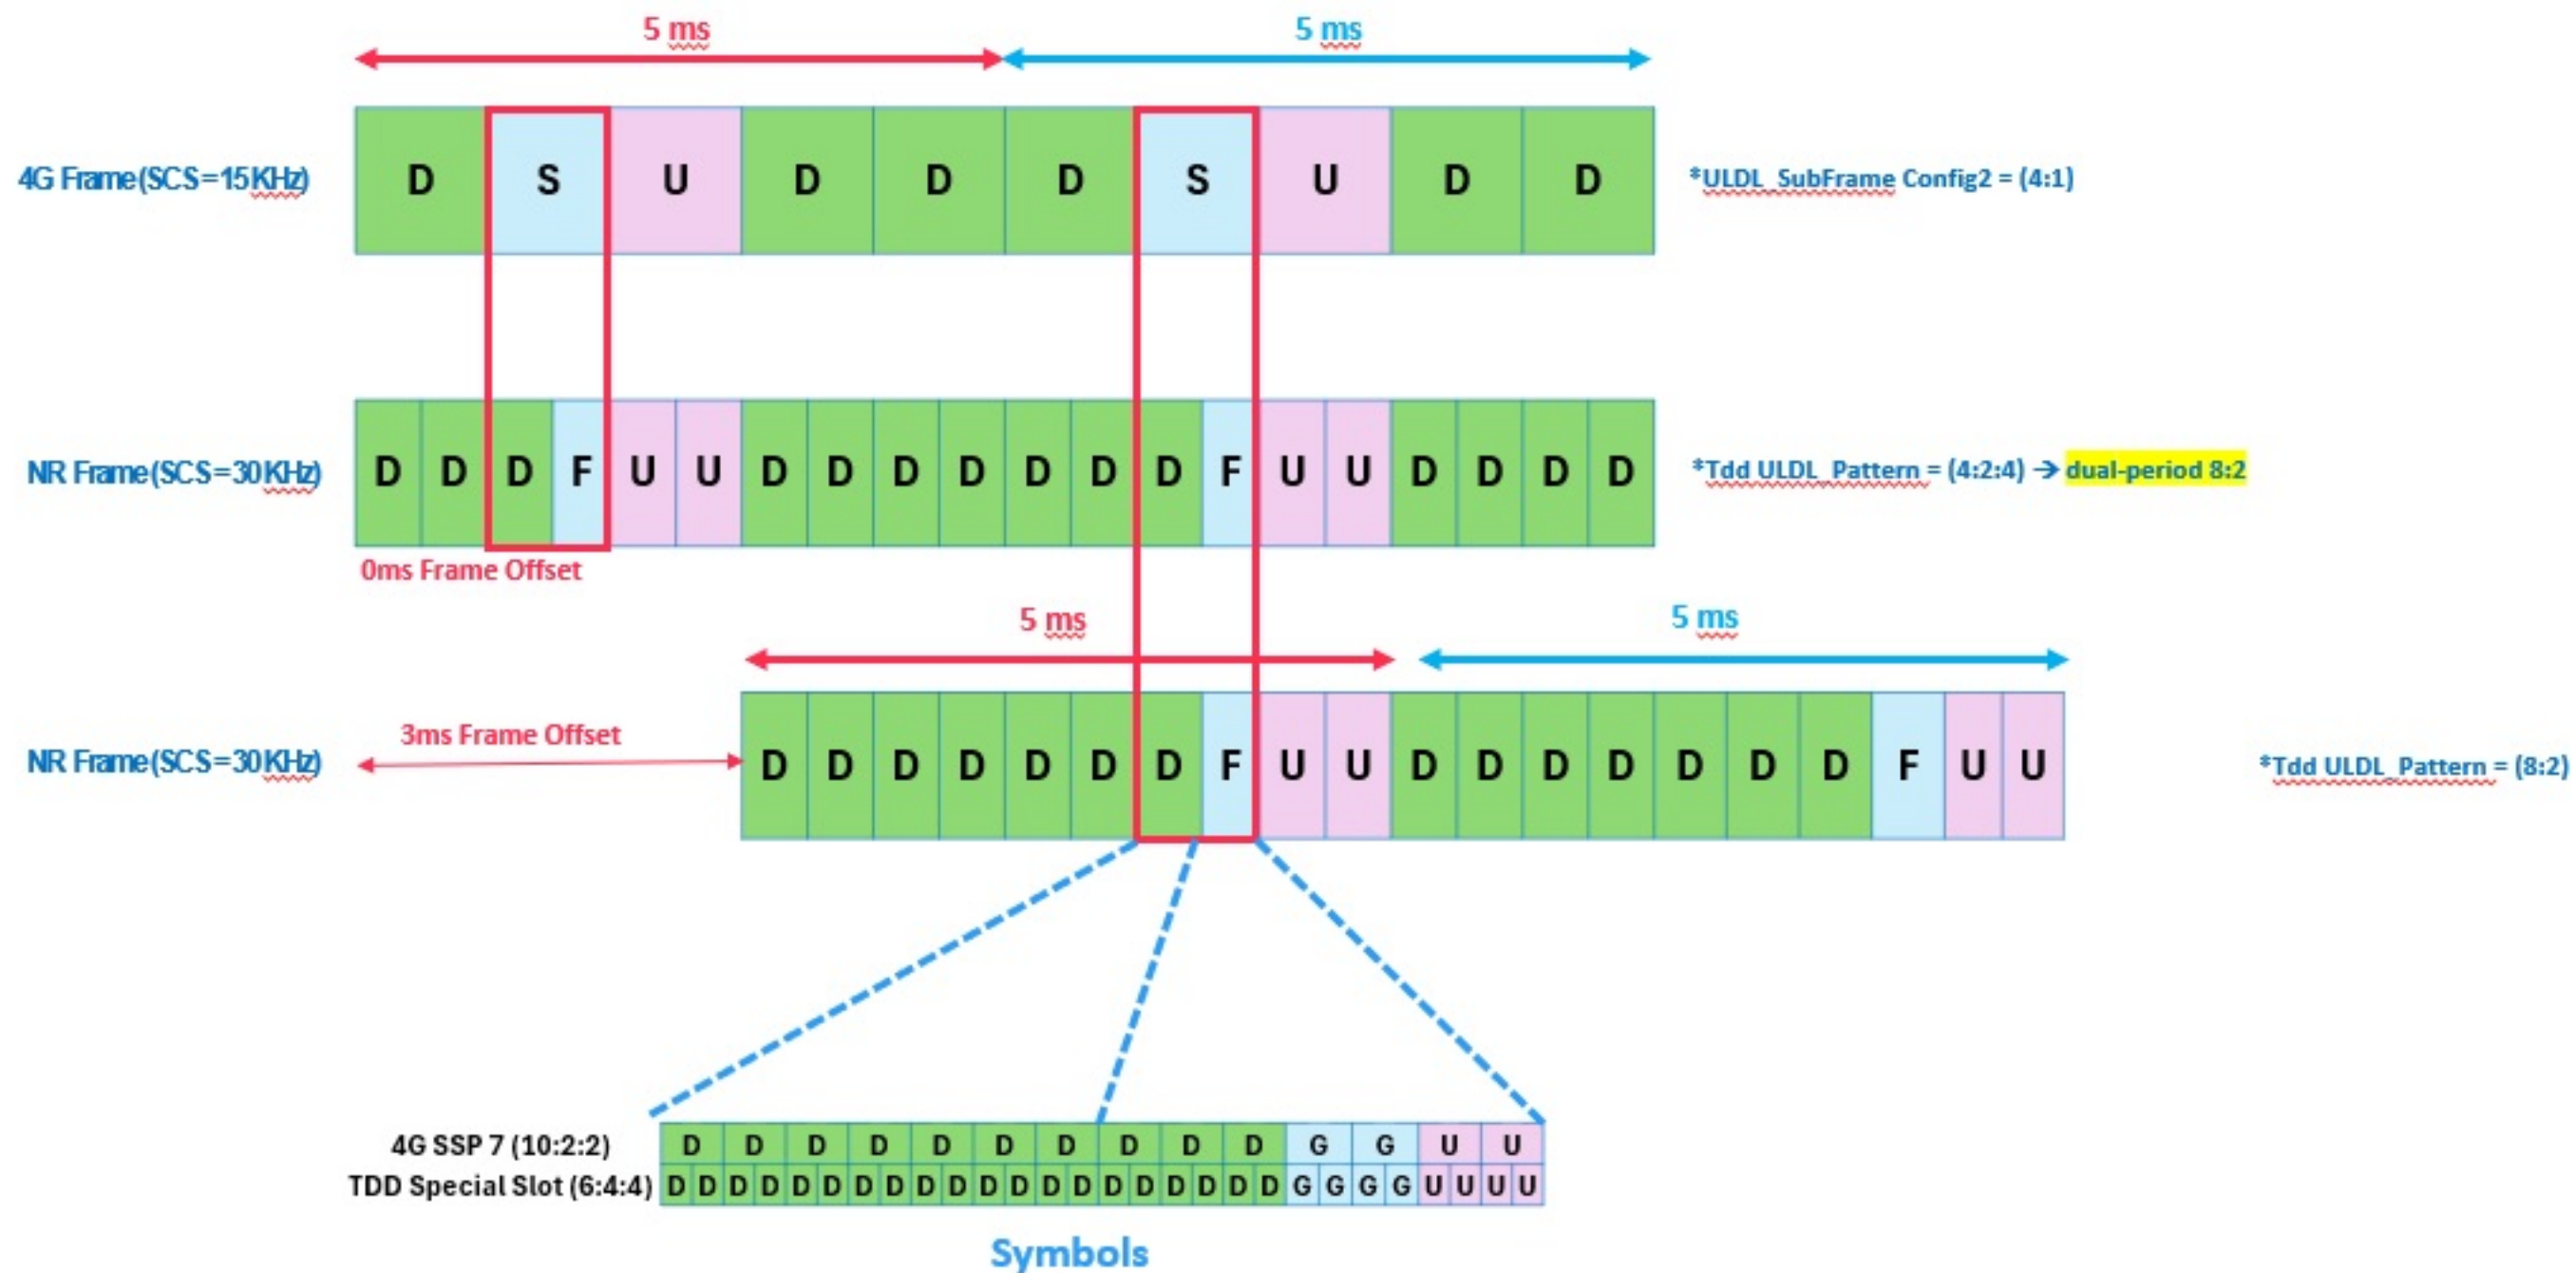 5 ms 5 ms
4G Frame(SCS=15KHz) D S U D D D S U D D *ULDL_SubFrame Config2 = (4:1)
NR Frame(SCS=30KHz) D D D F U U D D D D D D D F U U D D D D *Tdd ULDL_Pattern = (4:2:4) → dual-period 8:2
0ms Frame Offset
5 ms 5 ms
3ms Frame Offset
NR Frame(SCS=30KHz) D D D D D D D F U U D D D D D D D F U U *Tdd ULDL_Pattern = (8:2)
4G SSP 7 (10:2:2) D D D D D D D D D D G G U U
TDD Special Slot (6:4:4) D D D D D D D D D D D D D D D D D D D D G G G G U U U U
Symbols